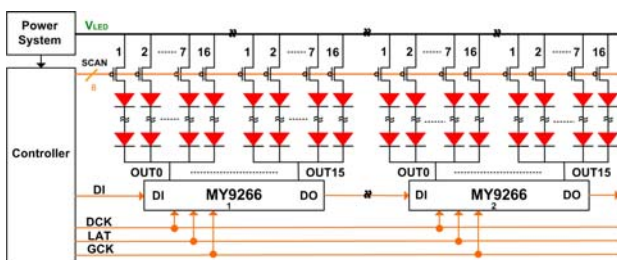 Power
System
VLED
1 2 ........ 7 16 1 2 ........ 7 16 1 2 ........ 7 16 1 2 ........ 7 16
SCAN
Controller
OUT0 OUT15 OUT0 OUT15
DI
DI MY9266 DO DI MY9266 DO
1 2
DCK
LAT
GCK